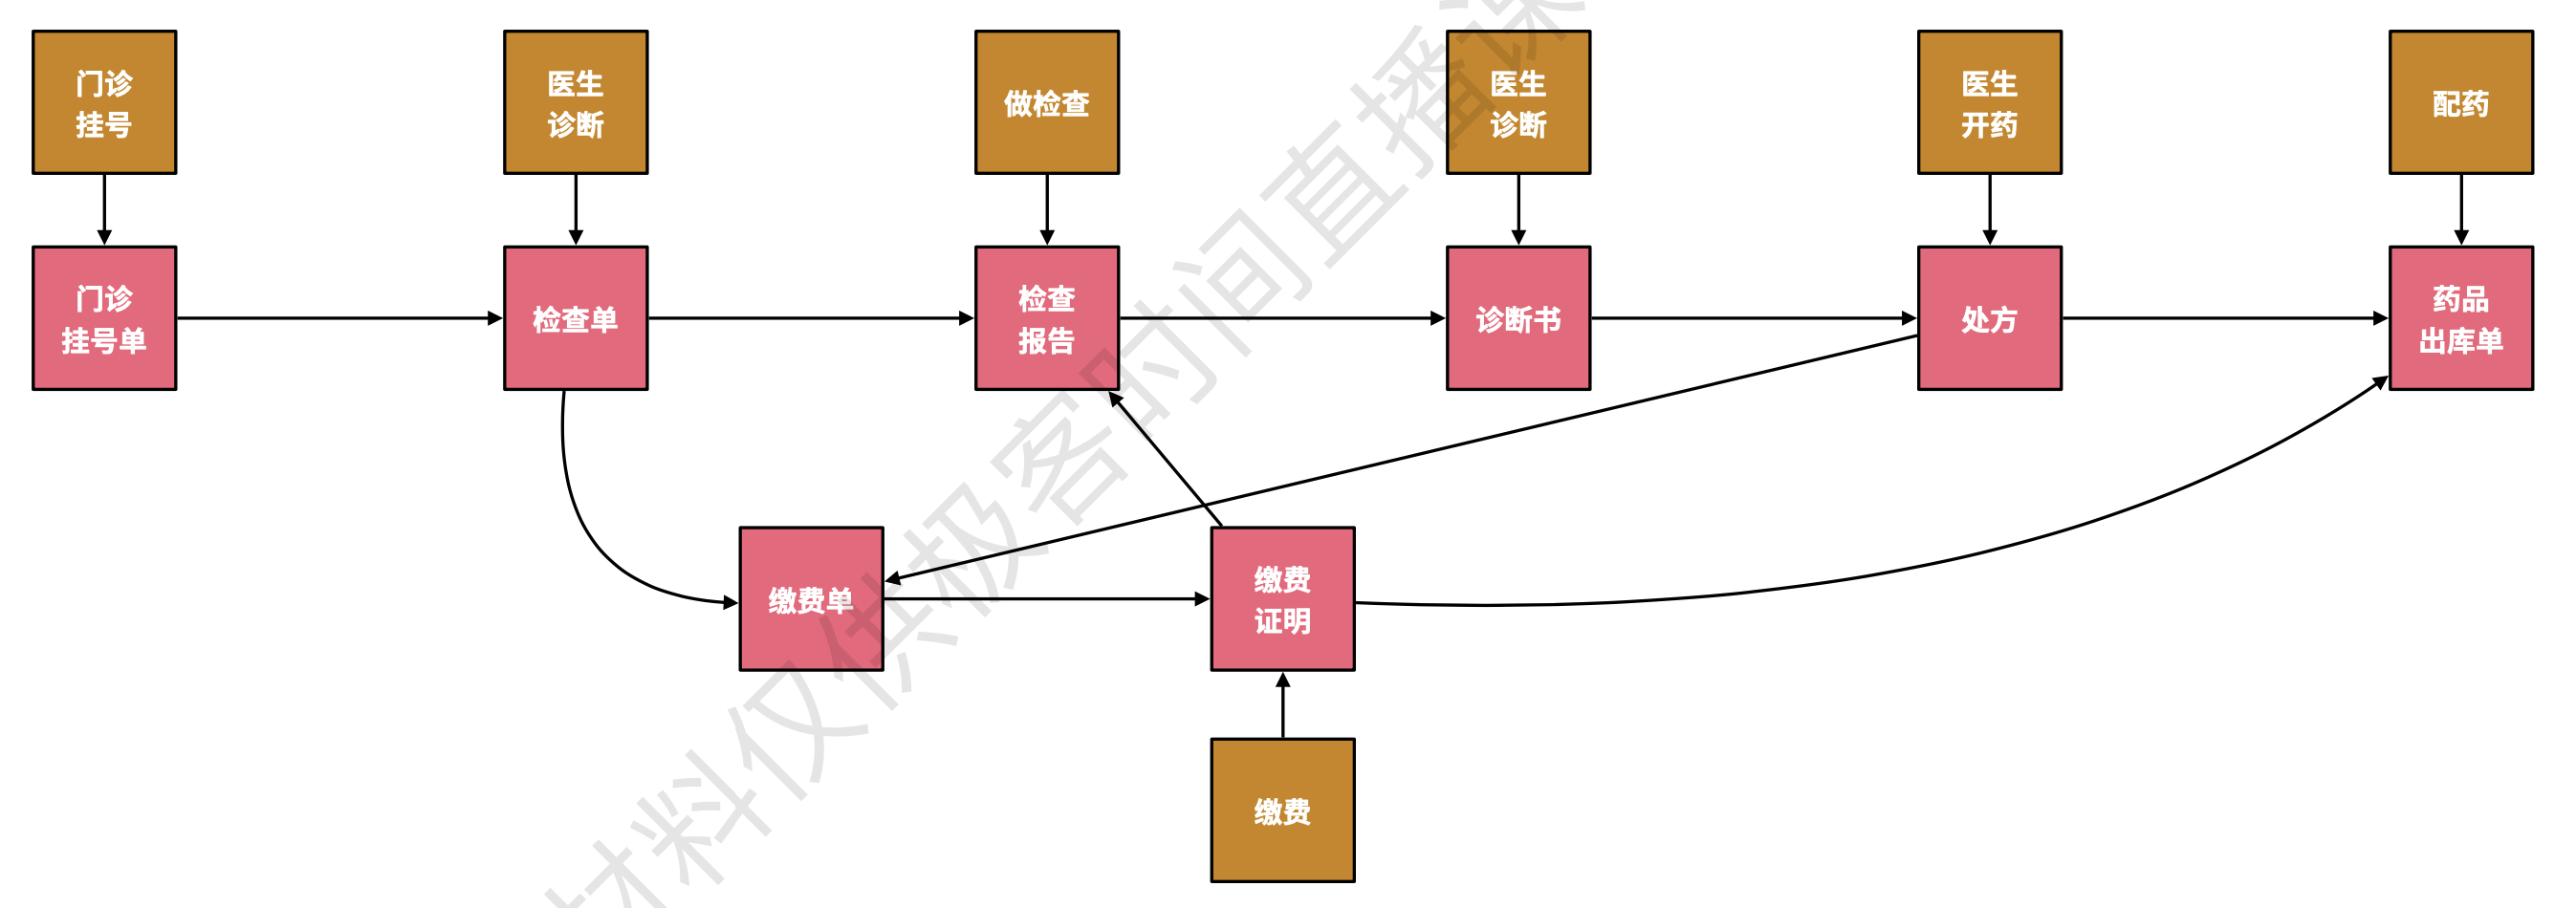 门诊
挂号
医生
诊断
做检查
医生
诊断
医生
开药
配药
门诊
挂号单
检查单
检查
报告
诊断书
处方
药品
出库单
缴费单
缴费
证明
缴费
材料仅供极客时间直播课